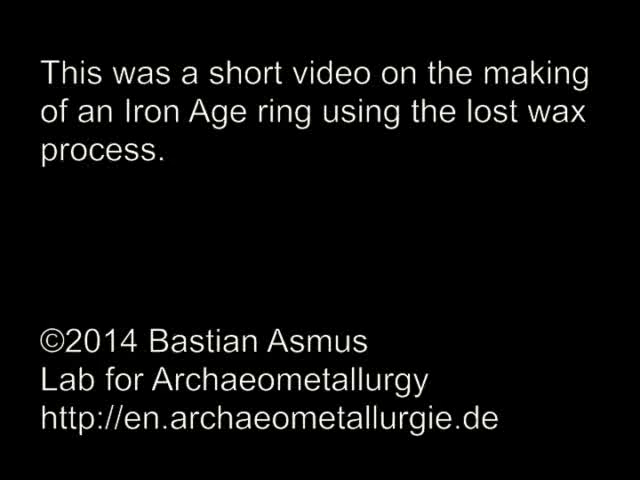 This was a short video on the making
of an Iron Age ring using the lost wax
process.
©2014 Bastian Asmus
Lab for Archaeometallurgy
http://en.archaeometallurgie.de